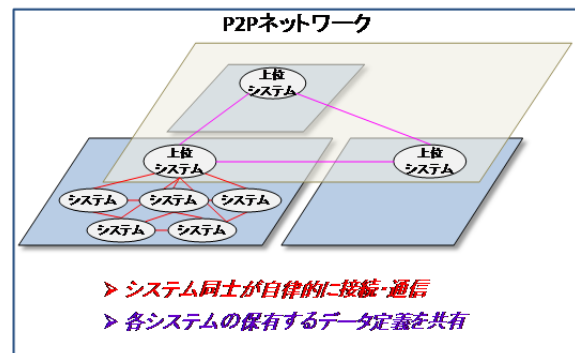 P2Pネットワーク
上位
システム
上位
システム
上位
システム
システム
システム
システム
システム
システム
➤ システム同士が自律的に接続・通信
➤ 各システムの保有するデータ定義を共有